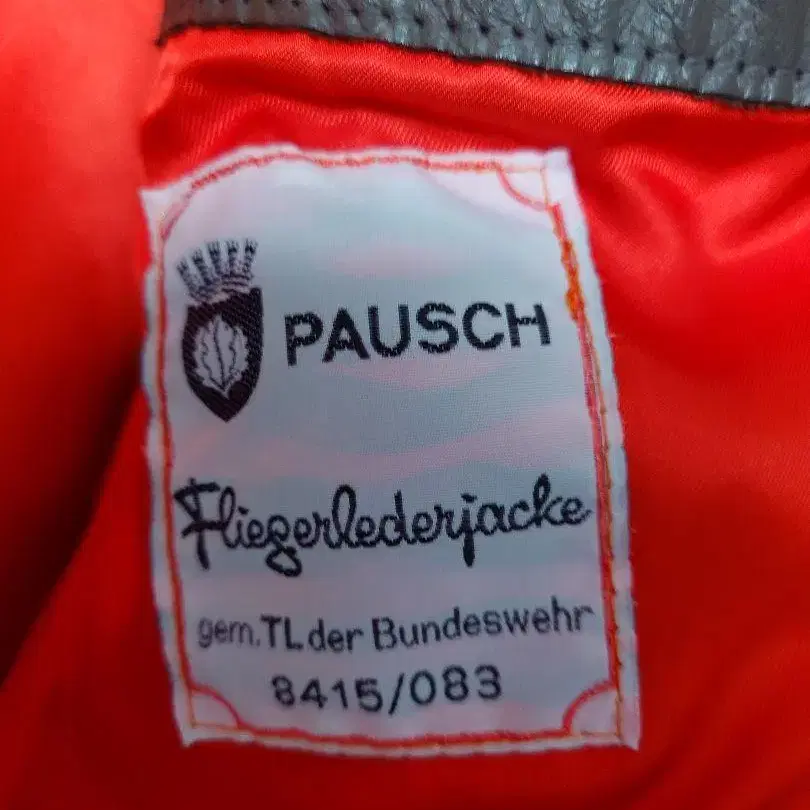 PAUSCH
Fliegerlederjacke
gem. TL der Bundeswehr
8415/083